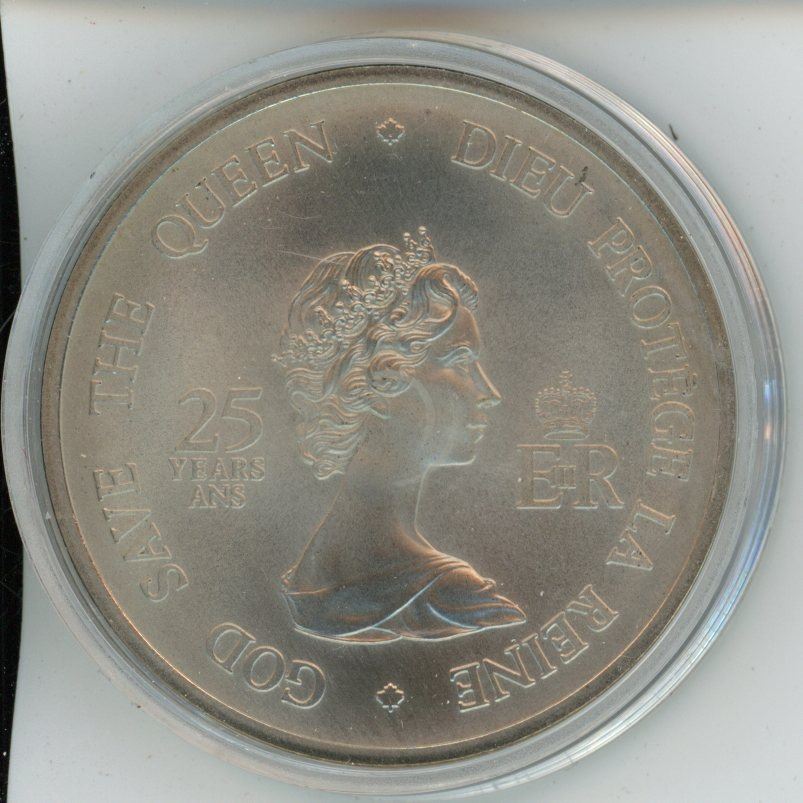 GOD SAVE THE QUEEN
DIEU PROTÈGE LA REINE
25
YEARS
ANS
EIIR